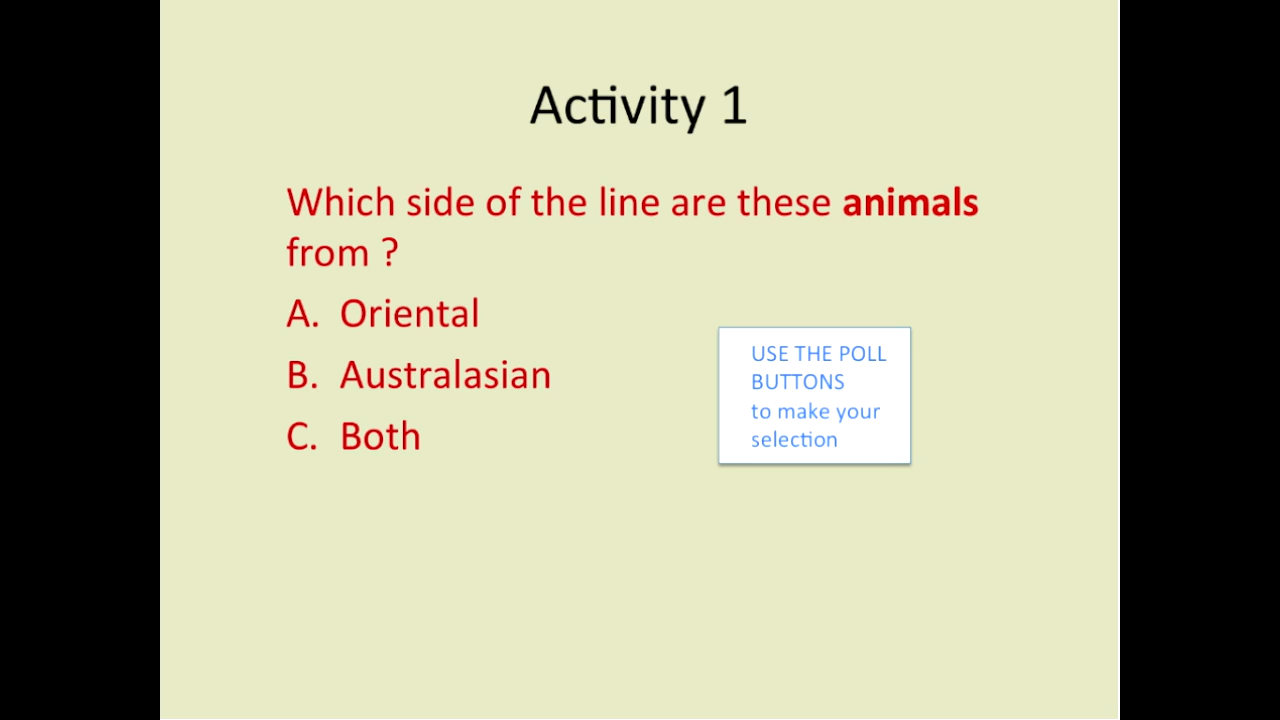 Activity 1
Which side of the line are these animals
from ?
A. Oriental
B. Australasian
C. Both
USE THE POLL
BUTTONS
to make your
selection